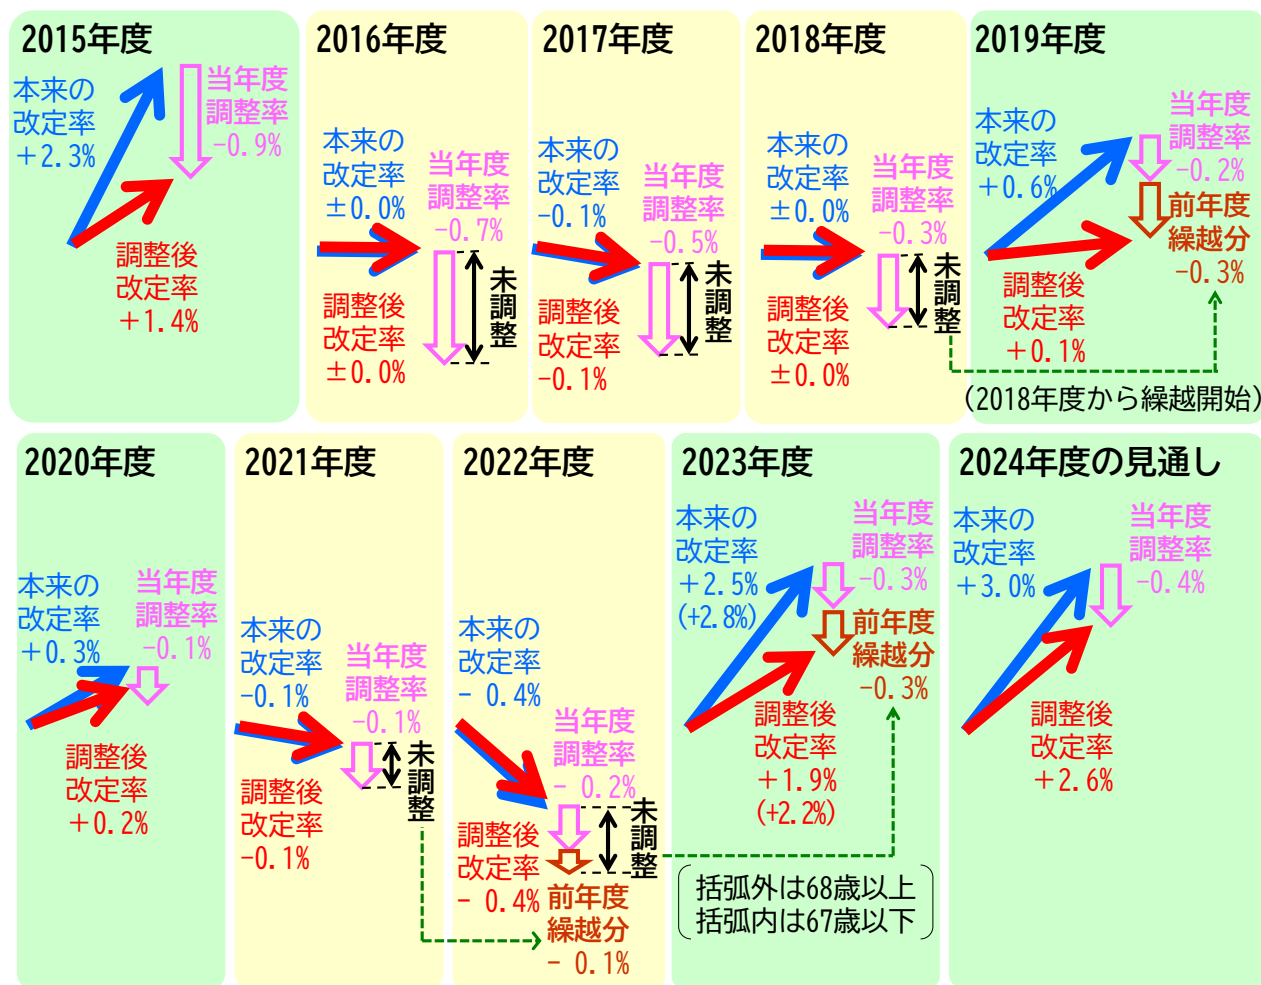 2015年度
本来の
改定率
＋2.3%
当年度
調整率
-0.9%
調整後
改定率
＋1.4%
2016年度
本来の
改定率
±0.0%
当年度
調整率
-0.7%
未調整
調整後
改定率
±0.0%
2017年度
本来の
改定率
-0.1%
当年度
調整率
-0.5%
未調整
調整後
改定率
-0.1%
2018年度
本来の
改定率
±0.0%
当年度
調整率
-0.3%
未調整
調整後
改定率
±0.0%
2019年度
本来の
改定率
＋0.6%
当年度
調整率
-0.2%
前年度
繰越分
-0.3%
調整後
改定率
＋0.1%
(2018年度から繰越開始)
2020年度
本来の
改定率
＋0.3%
当年度
調整率
-0.1%
調整後
改定率
＋0.2%
2021年度
本来の
改定率
-0.1%
当年度
調整率
-0.1%
未調整
調整後
改定率
-0.1%
2022年度
本来の
改定率
- 0.4%
当年度
調整率
- 0.2%
未調整
調整後
改定率
- 0.4%
前年度
繰越分
- 0.1%
2023年度
本来の
改定率
＋2.5%
(+2.8%)
当年度
調整率
-0.3%
前年度
繰越分
-0.3%
調整後
改定率
＋1.9%
(+2.2%)
括弧外は68歳以上
括弧内は67歳以下
2024年度の見通し
本来の
改定率
＋3.0%
当年度
調整率
-0.4%
調整後
改定率
＋2.6%